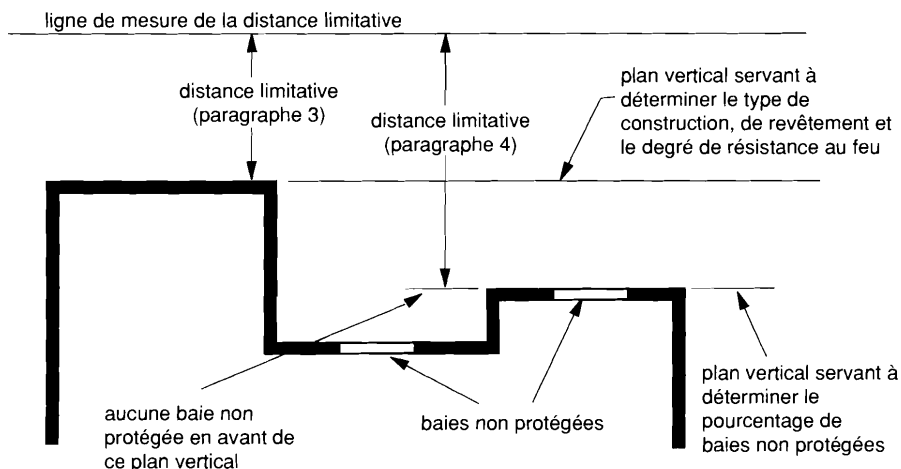 ligne de mesure de la distance limitative
distance limitative
(paragraphe 3)
distance limitative
(paragraphe 4)
plan vertical servant à
déterminer le type de
construction, de revêtement et
le degré de résistance au feu
aucune baie non
protégée en avant de
ce plan vertical
baies non protégées
plan vertical servant à
déterminer le
pourcentage de
baies non protégées